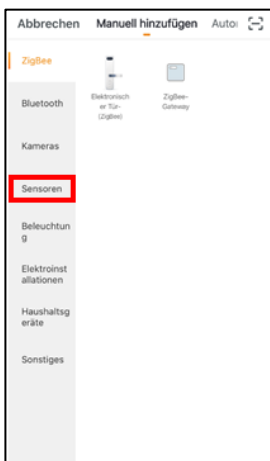 Abbrechen Manuell hinzufügen Autor
ZigBee
Elektronisch
er Tür-
(ZigBee)
ZigBee-
Gateway
Bluetooth
Kameras
Sensoren
Beleuchtun
g
Elektroinst
allationen
Haushaltsg
eräte
Sonstiges